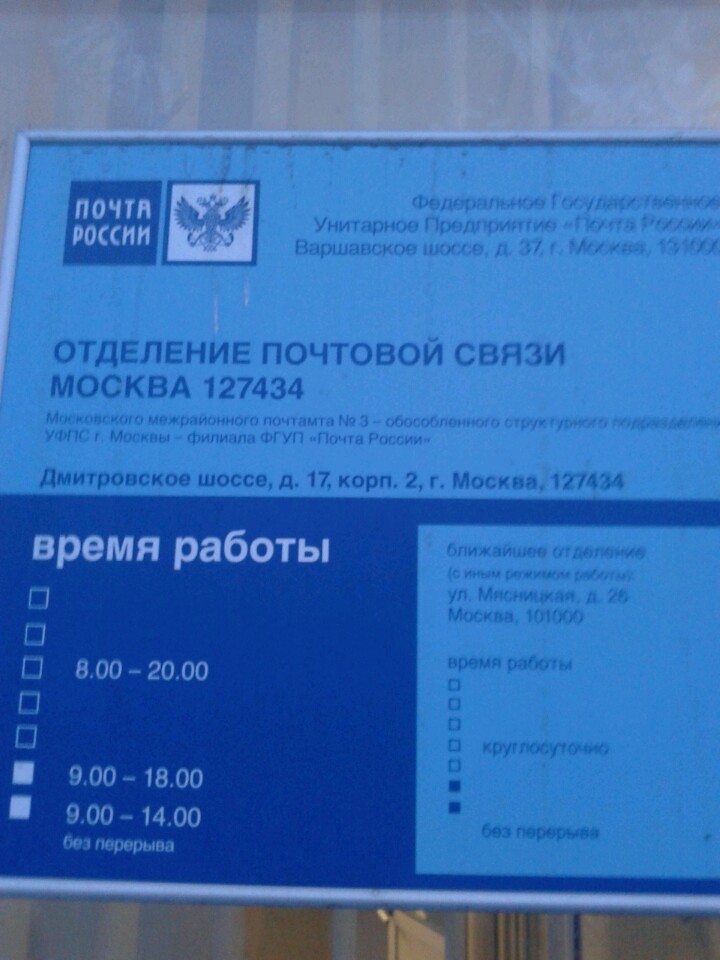 ПОЧТА
РОССИИ
Федеральное Государственное
Унитарное Предприятие «Почта России»
Варшавское шоссе, д. 37, г. Москва, 131000
ОТДЕЛЕНИЕ ПОЧТОВОЙ СВЯЗИ
МОСКВА 127434
Московского межрайонного почтамта № 3 – обособленного структурного
УФПС г. Москвы – филиала ФГУП «Почта России»
Дмитровское шоссе, д. 17, корп. 2, г. Москва, 127434
время работы
8.00 – 20.00
9.00 – 18.00
9.00 – 14.00
без перерыва
ближайшее отделение
(с иным режимом работы):
ул. Мясницкая, д. 26
Москва, 101000
время работы
круглосуточно
без перерыва